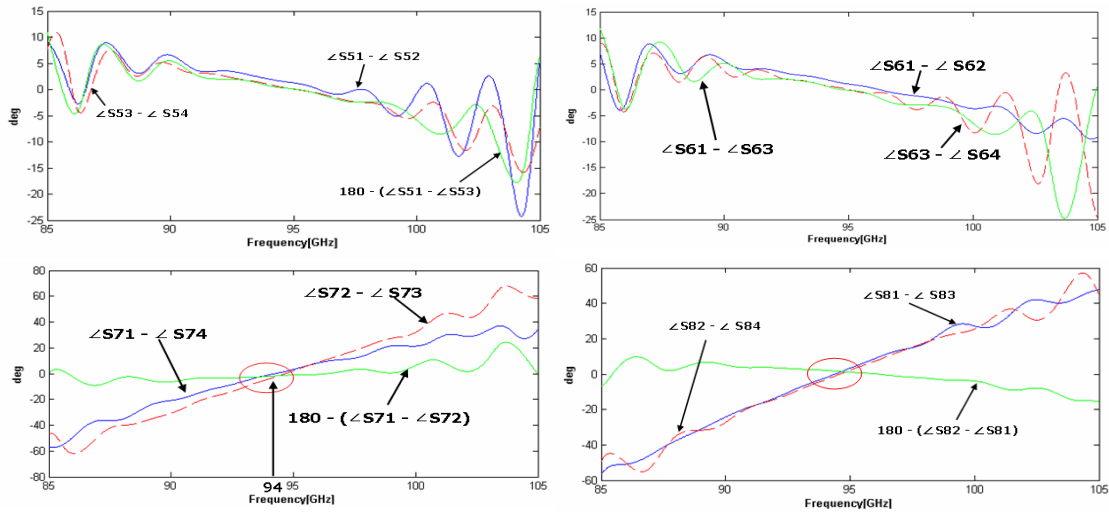 15
10
5
0
-5
-10
-15
-20
-25
deg
85
90
95
100
105
Frequency[GHz]
∠S51 - ∠ S52
∠S53 - ∠ S54
180 - (∠S51 - ∠S53)
15
10
5
0
-5
-10
-15
-20
-25
deg
85
90
95
100
105
Frequency[GHz]
∠S61 - ∠ S62
∠S61 - ∠S63
∠S63 - ∠ S64
80
60
40
20
0
-20
-40
-60
-80
deg
85
90
95
100
105
Frequency[GHz]
∠S72 - ∠ S73
∠S71 - ∠ S74
180 - (∠S71 - ∠S72)
94
60
40
20
0
-20
-40
-60
deg
85
90
95
100
105
Frequency[GHz]
∠S81 - ∠ S83
∠S82 - ∠ S84
180 -(∠S82 - ∠S81)